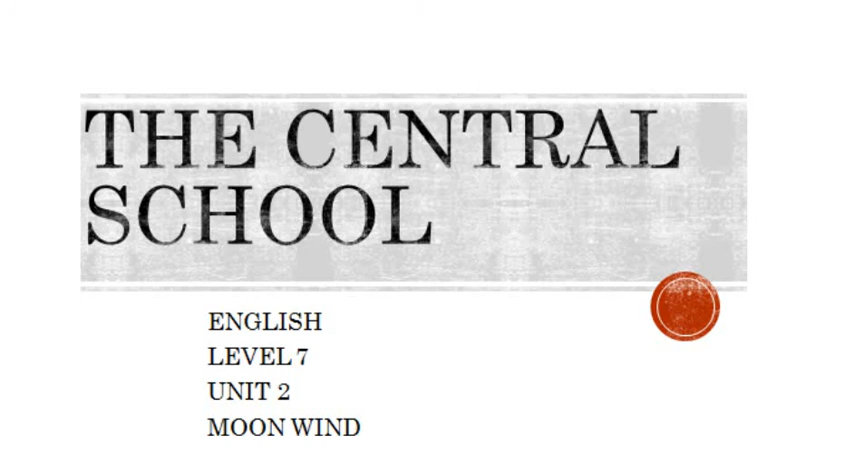 THE CENTRAL
SCHOOL
ENGLISH
LEVEL 7
UNIT 2
MOON WIND